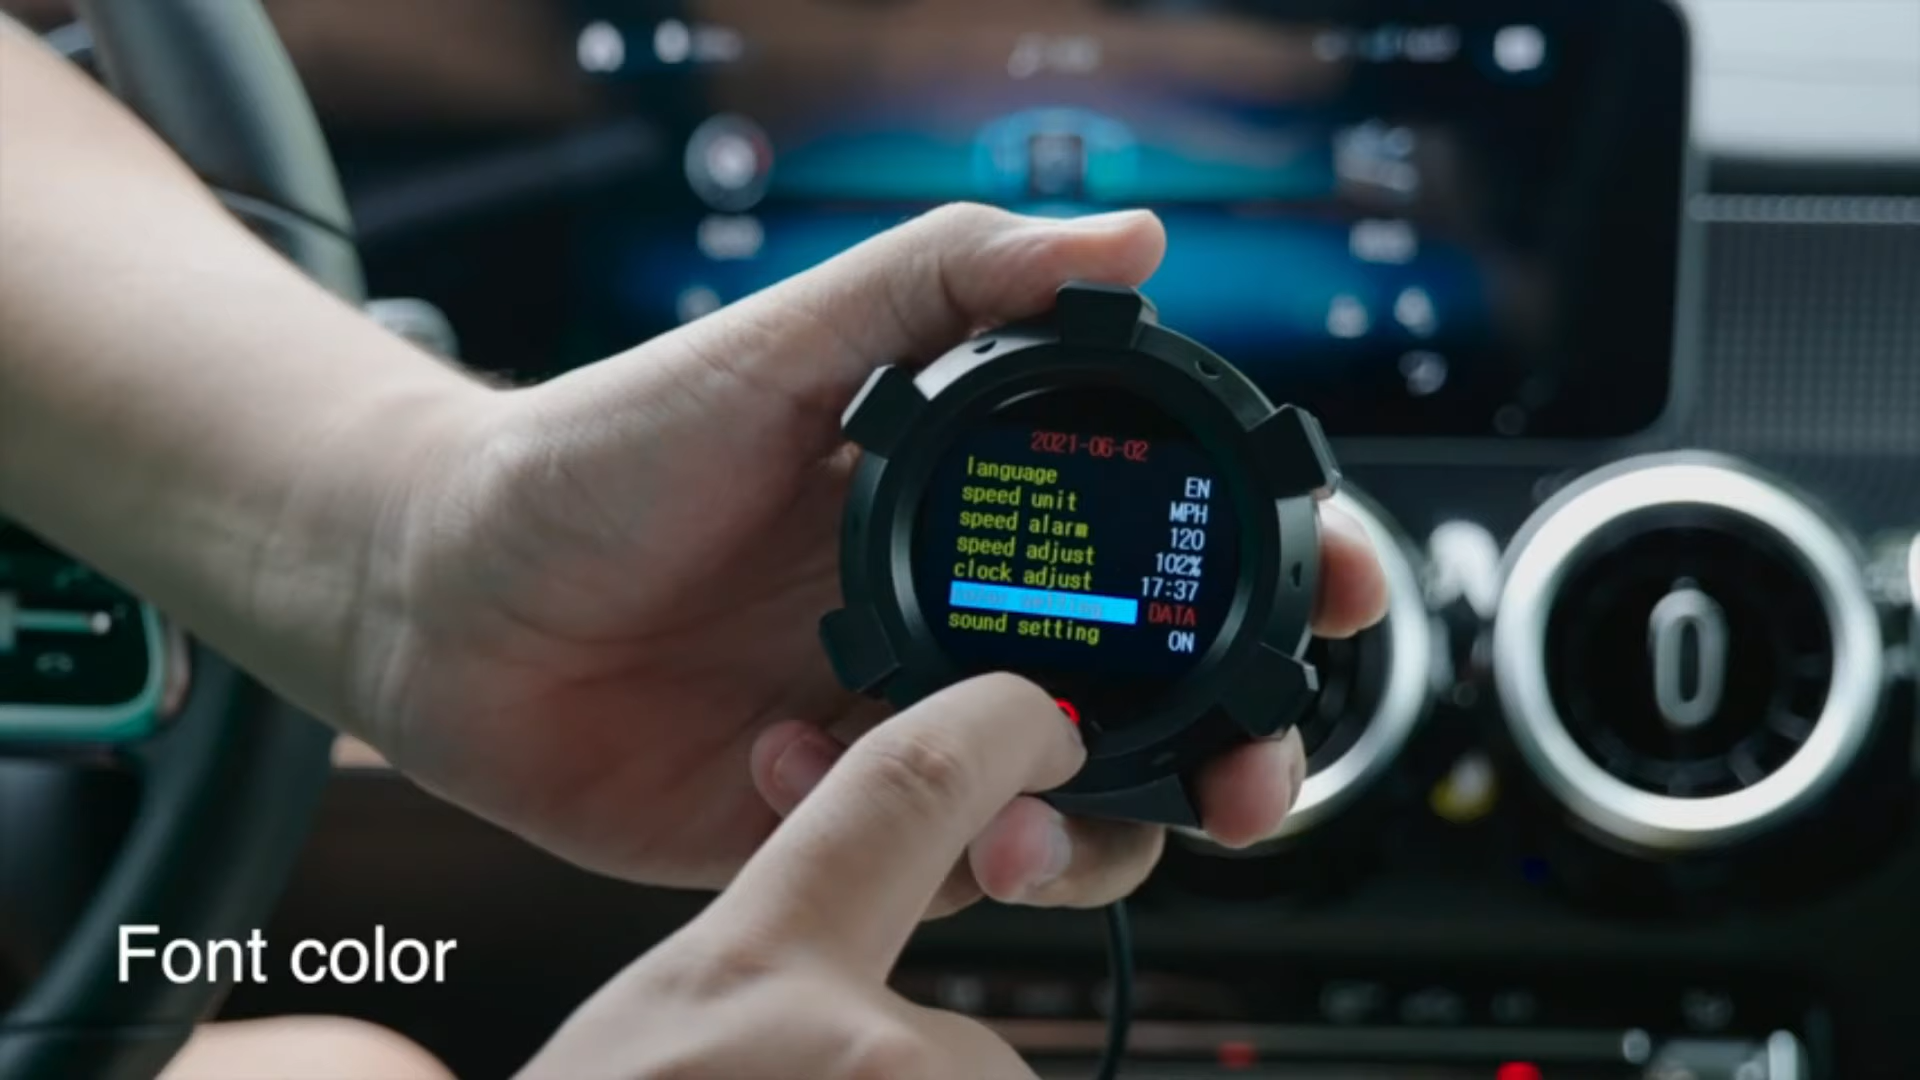 2021-06-02
language EN
speed unit MPH
speed alarm 120
speed adjust 102%
clock adjust 17:37
DATA
sound setting ON
Font color